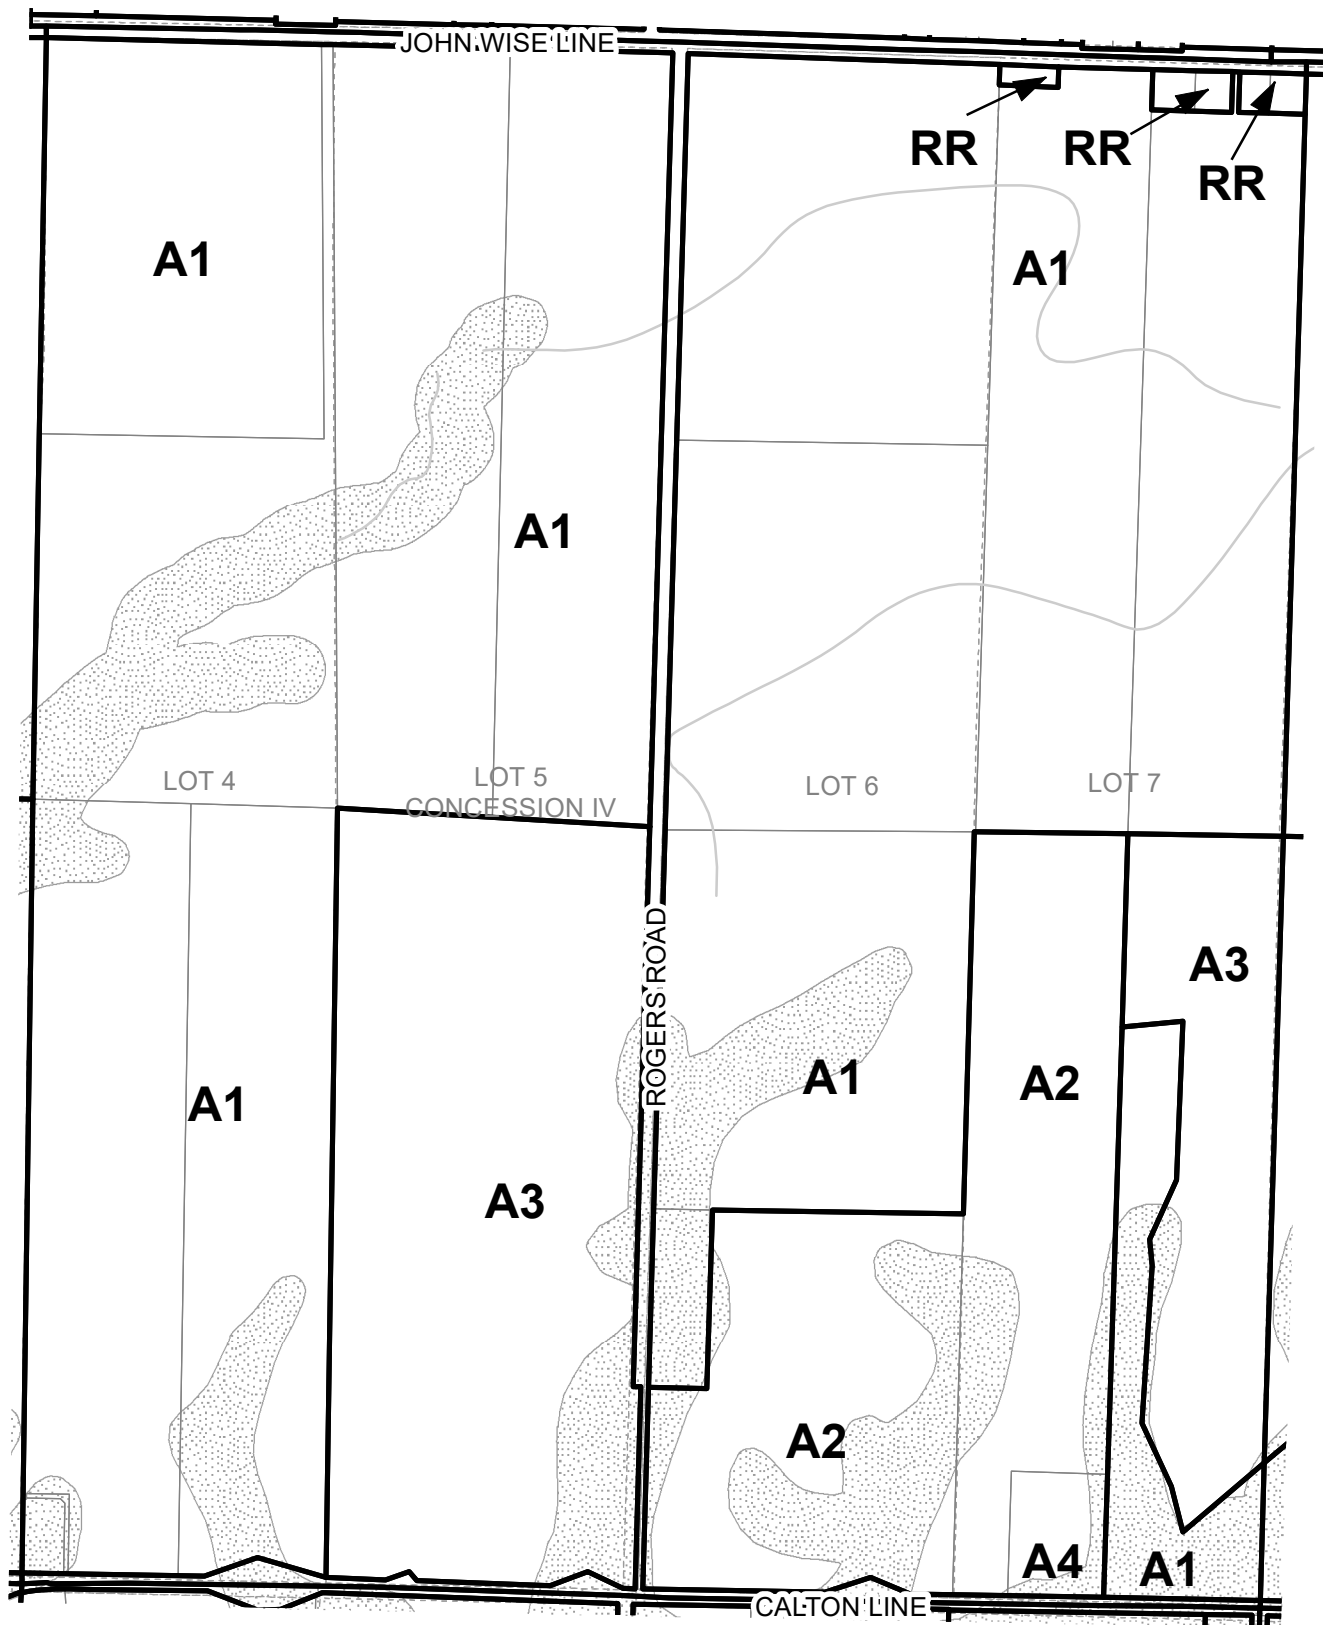 JOHN WISE LINE
RR
RR
RR
A1
A1
A1
LOT 4
LOT 5
CONCESSION IV
LOT 6
LOT 7
ROGERS ROAD
A3
A1
A1
A2
A3
A2
A4
A1
CALTON LINE